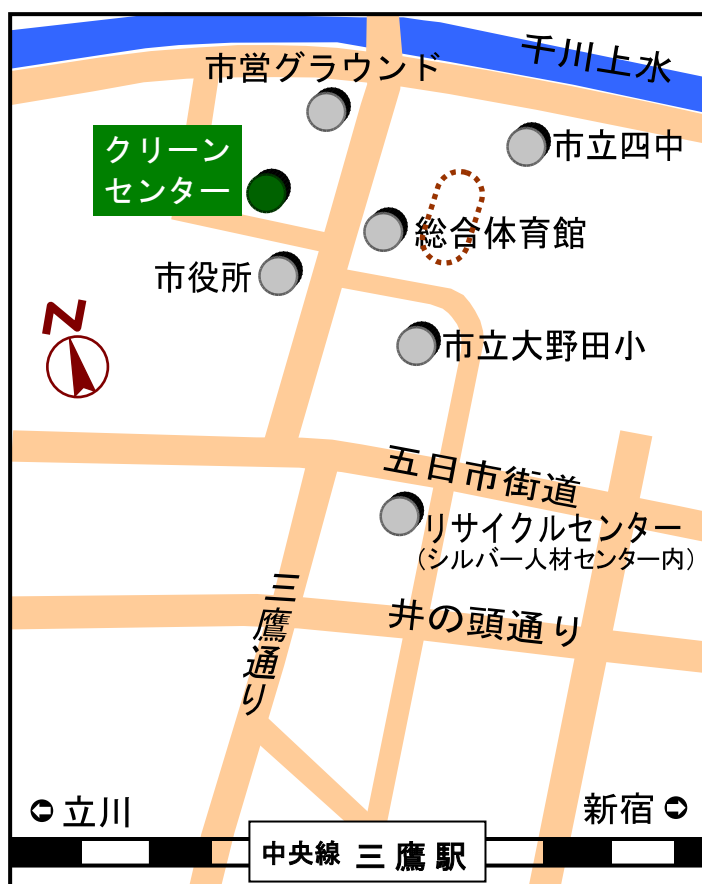 千川上水
市営グラウンド
市立四中
クリーン
センター
総合体育館
市役所
N
市立大野田小
五日市街道
リサイクルセンター
（シルバー人材センター内）
三鷹通り
井の頭通り
立川
新宿
中央線 三鷹駅